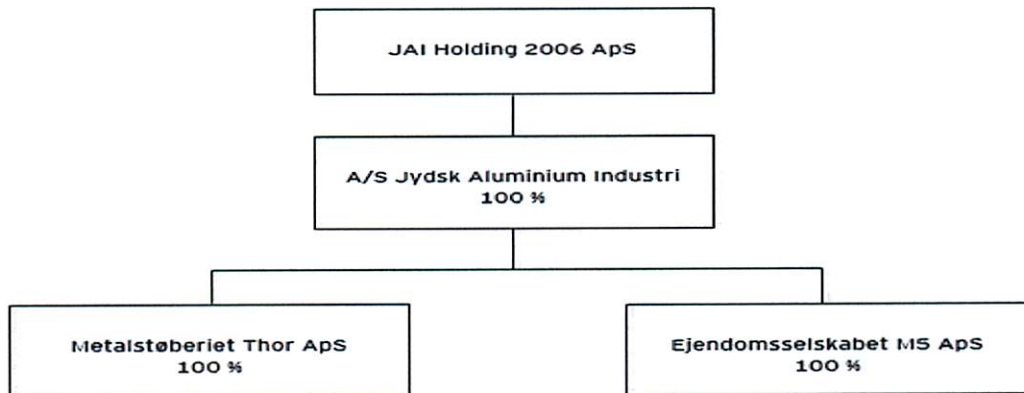 JAI Holding 2006 ApS
A/S Jydsk Aluminium Industri
100 %
Metalstøberiet Thor ApS
100 %
Ejendomsselskabet MS ApS
100 %